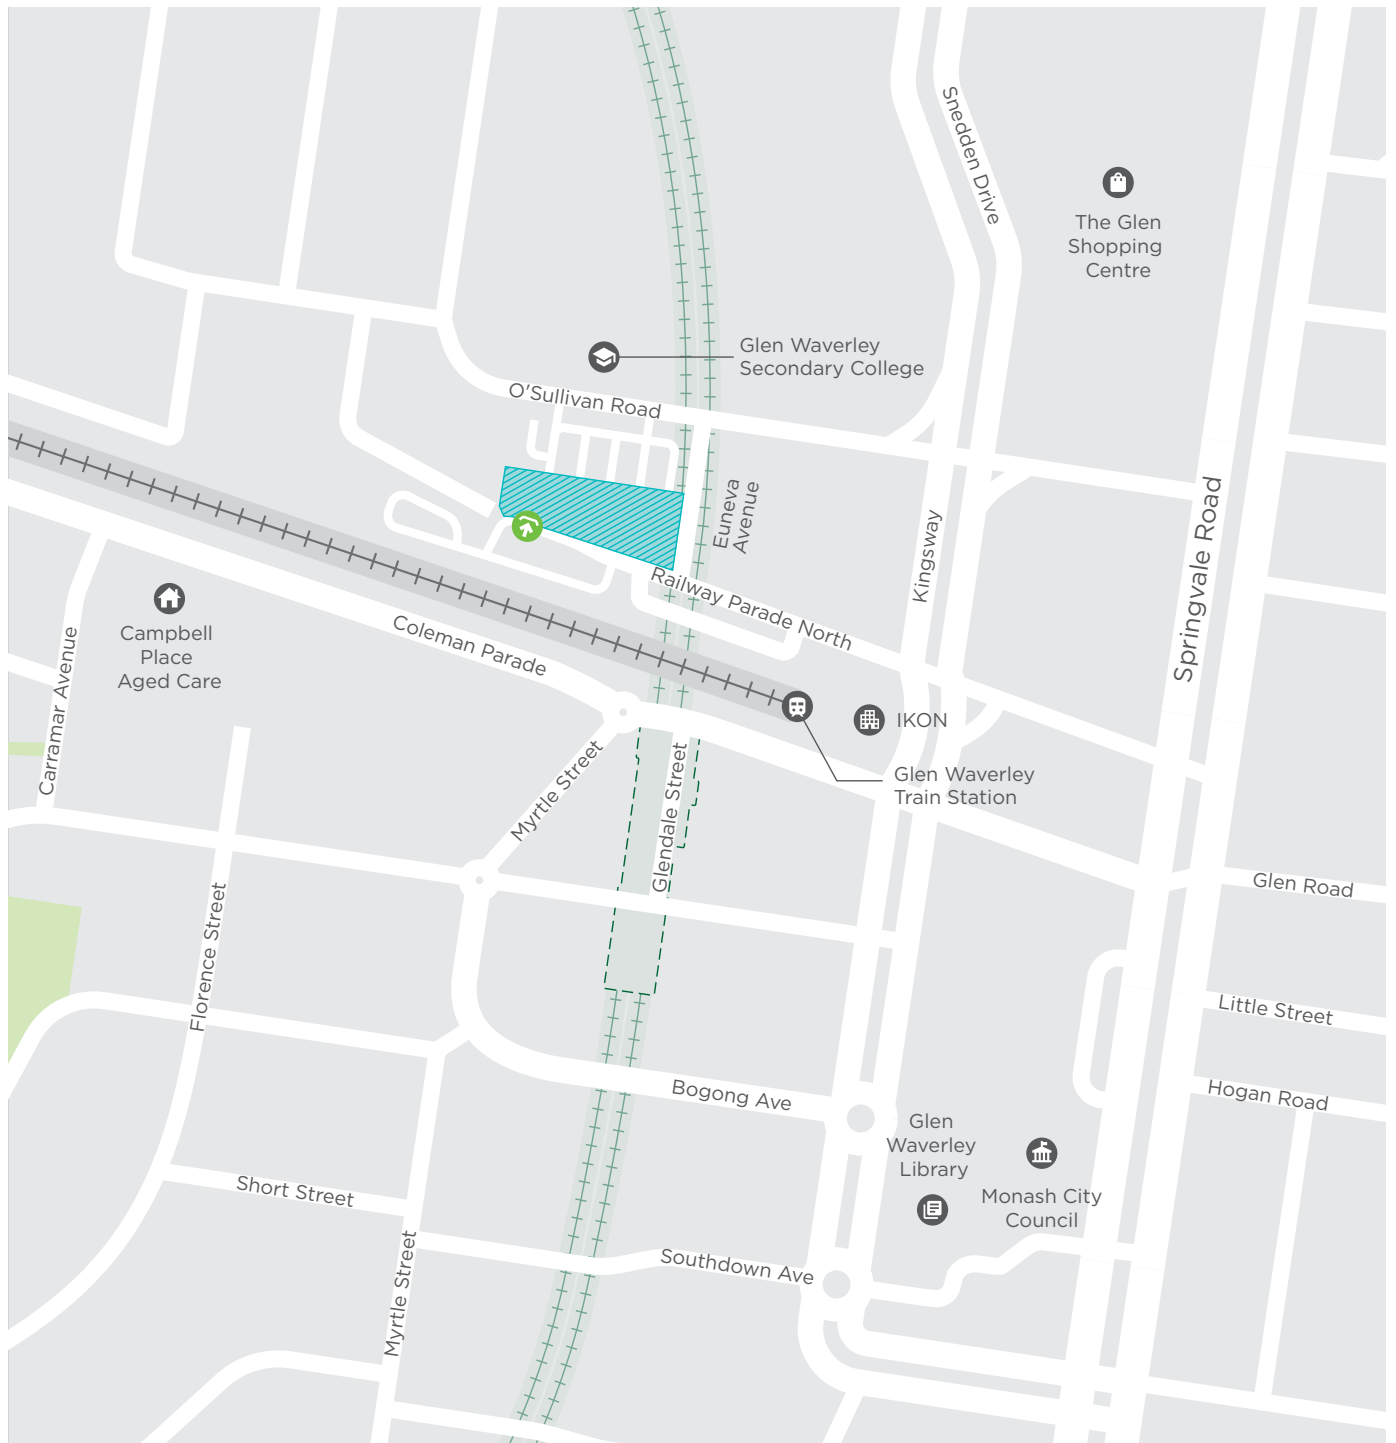 Snedden Drive
The Glen
Shopping
Centre
Glen Waverley
Secondary College
O'Sullivan Road
Euneva
Avenue
Kingsway
Springvale Road
Railway Parade North
Coleman Parade
Campbell
Place
Aged Care
Carramar Avenue
IKON
Glen Waverley
Train Station
Myrtle Street
Glendale Street
Glen Road
Florence Street
Little Street
Bogong Ave
Hogan Road
Glen
Waverley
Library
Monash City
Council
Short Street
Myrtle Street
Southdown Ave